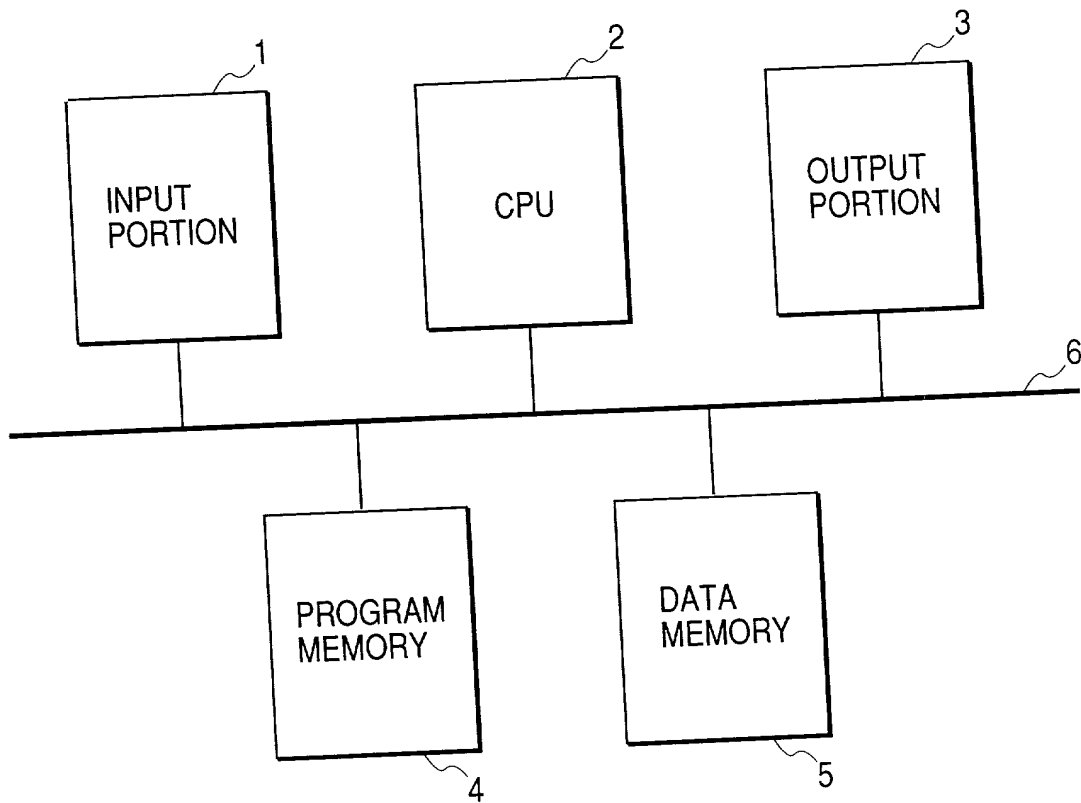 1
2
3
INPUT
PORTION
CPU
OUTPUT
PORTION
6
PROGRAM
MEMORY
DATA
MEMORY
4
5